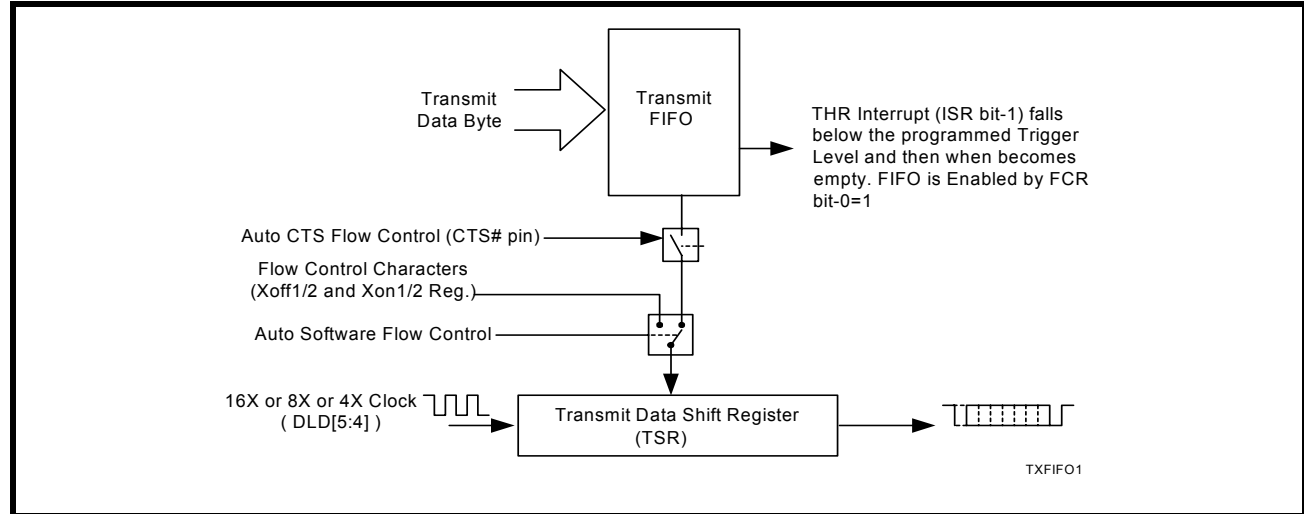 Transmit
Data Byte
Transmit
FIFO
THR Interrupt (ISR bit-1) falls
below the programmed Trigger
Level and then when becomes
empty. FIFO is Enabled by FCR
bit-0=1
Auto CTS Flow Control (CTS# pin)
Flow Control Characters
(Xoff1/2 and Xon1/2 Reg.)
Auto Software Flow Control
16X or 8X or 4X Clock
( DLD[5:4] )
Transmit Data Shift Register
(TSR)
TXFIFO1